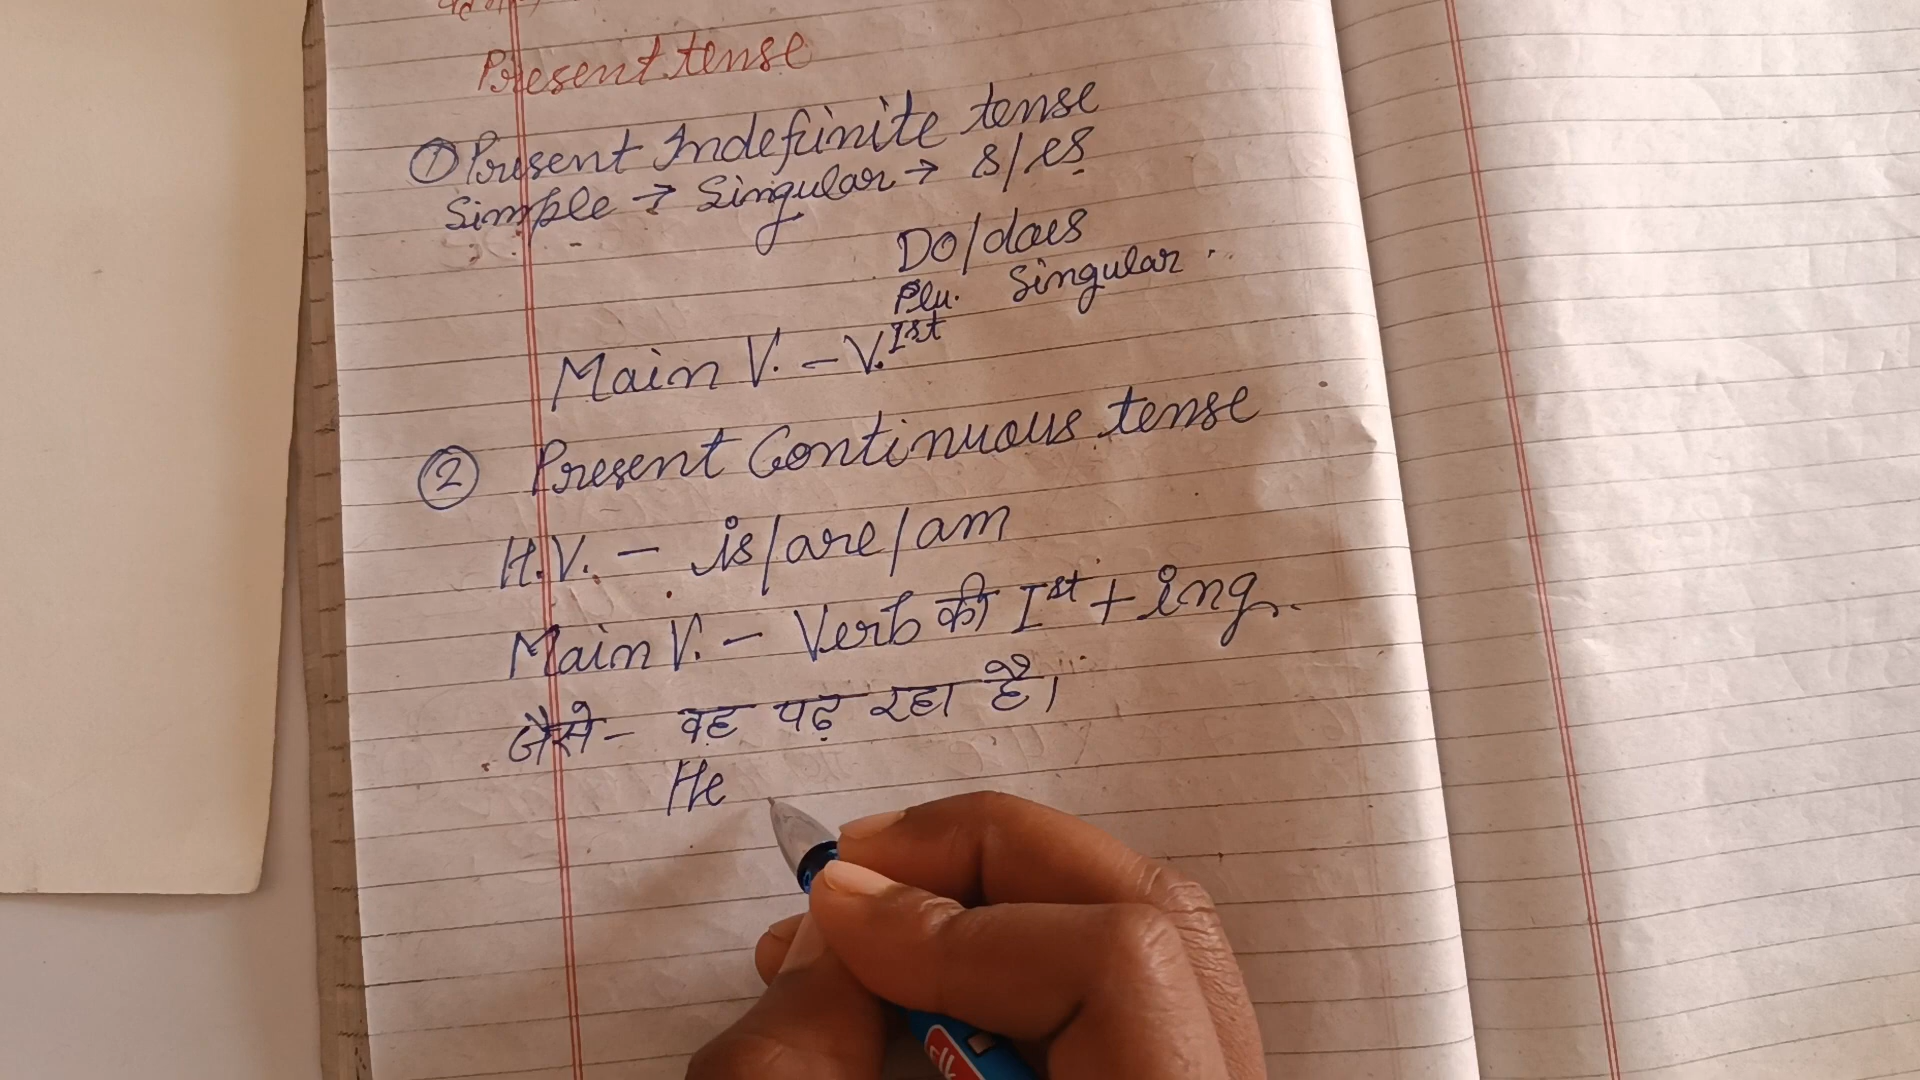 Present tense
① Present Indefinite tense
Simple → Singular → s/es
Do/does
Plu. Singular
Main V. – V.Ist
② Present Continuous tense
H.V. – is/are/am
Main V. – Verb की Ist + ing
जैसे – वह पढ़ रहा है।
He